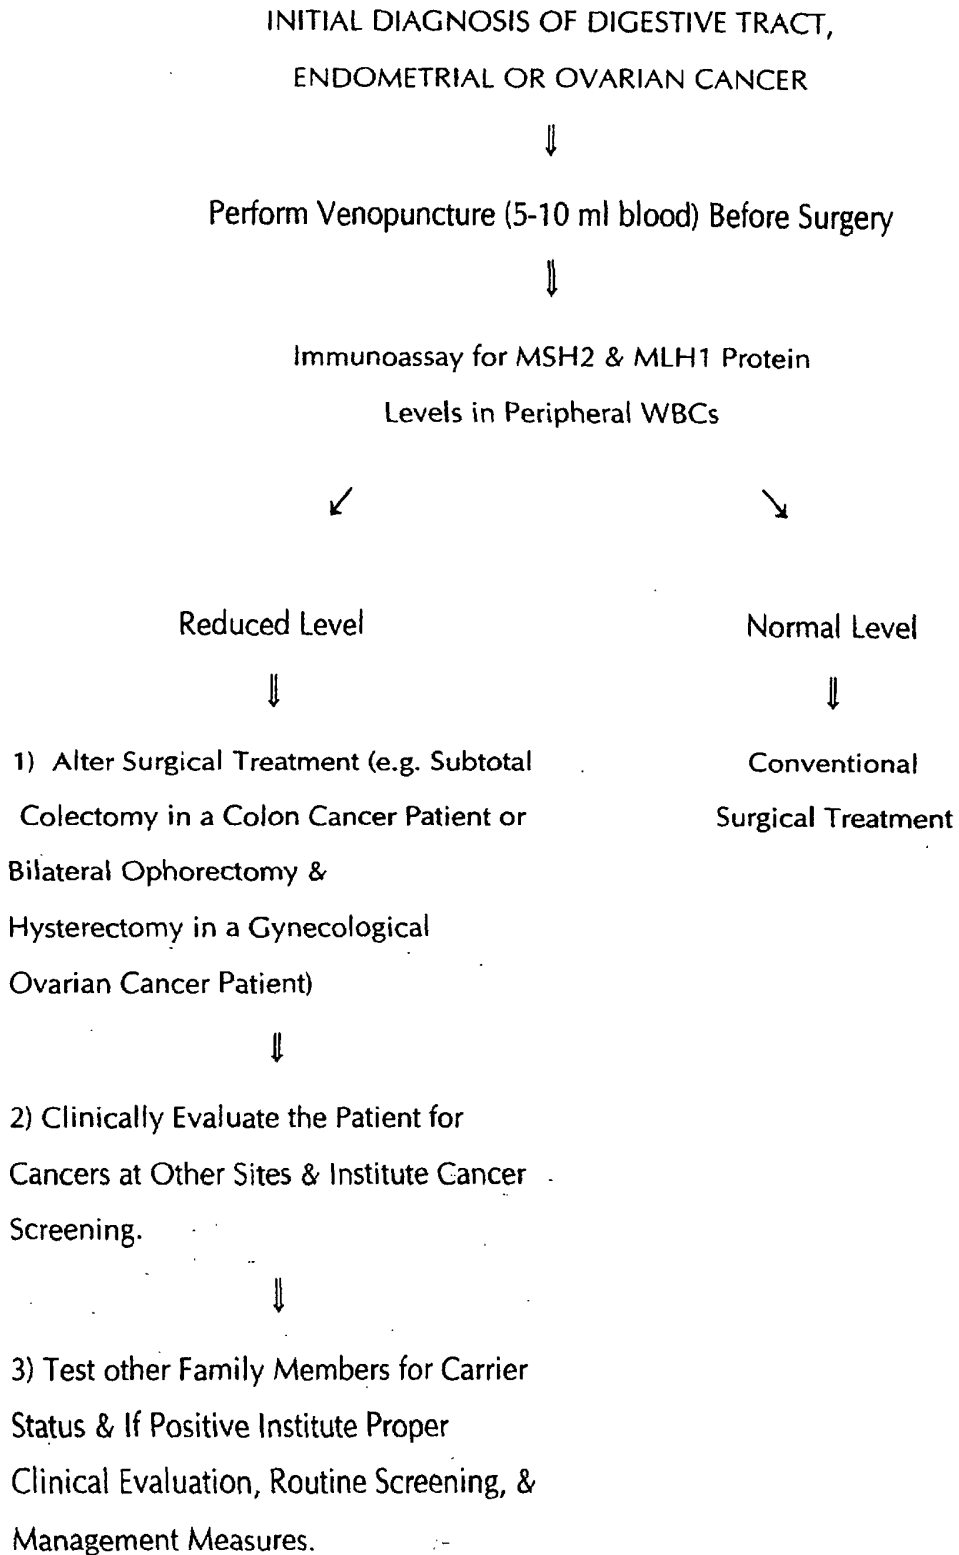 INITIAL DIAGNOSIS OF DIGESTIVE TRACT,
ENDOMETRIAL OR OVARIAN CANCER
⇓
Perform Venopuncture (5-10 ml blood) Before Surgery
⇓
Immunoassay for MSH2 & MLH1 Protein
Levels in Peripheral WBCs
↙ ↘
Reduced Level
⇓
1) Alter Surgical Treatment (e.g. Subtotal
Colectomy in a Colon Cancer Patient or
Bilateral Ophorectomy &
Hysterectomy in a Gynecological
Ovarian Cancer Patient)
⇓
2) Clinically Evaluate the Patient for
Cancers at Other Sites & Institute Cancer
Screening.
⇓
3) Test other Family Members for Carrier
Status & If Positive Institute Proper
Clinical Evaluation, Routine Screening, &
Management Measures.
Normal Level
⇓
Conventional
Surgical Treatment